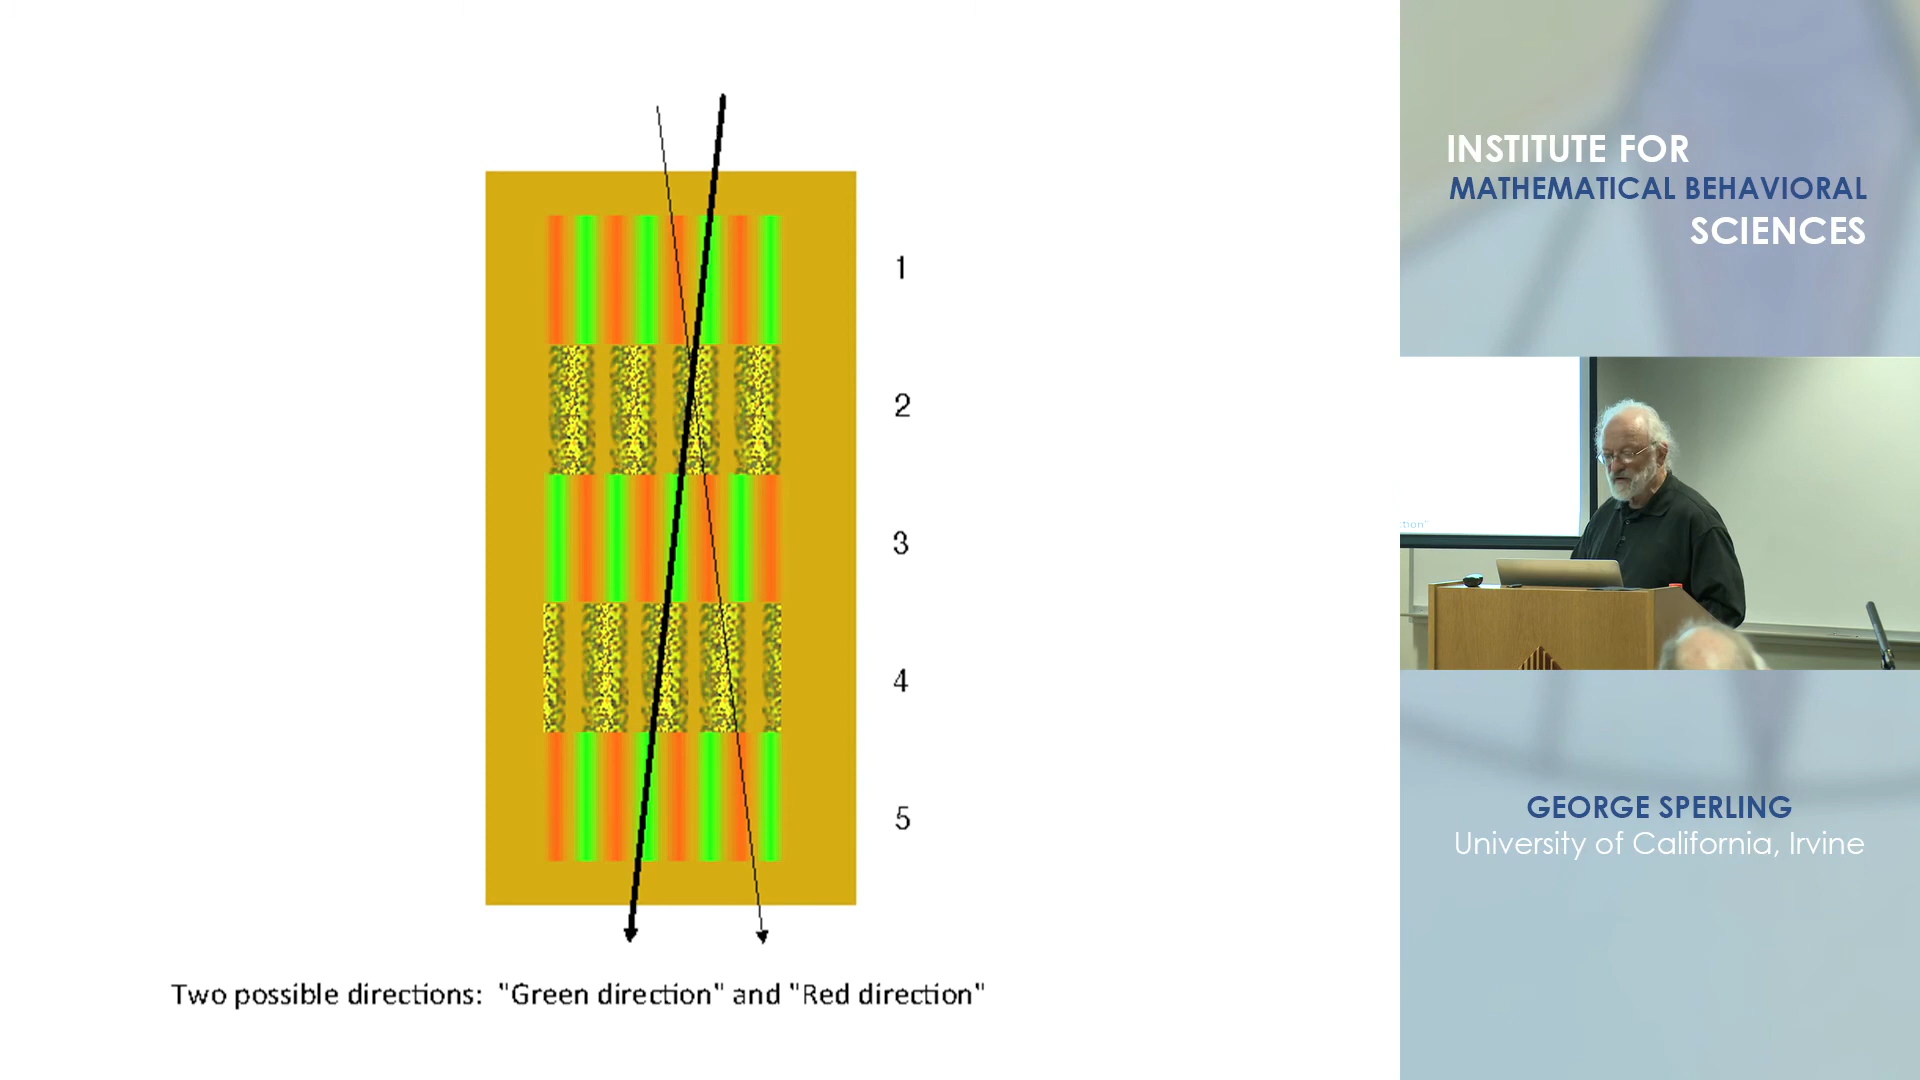 1
2
3
4
5
Two possible directions: "Green direction" and "Red direction"
INSTITUTE FOR
MATHEMATICAL BEHAVIORAL
SCIENCES
ction"
GEORGE SPERLING
University of California, Irvine